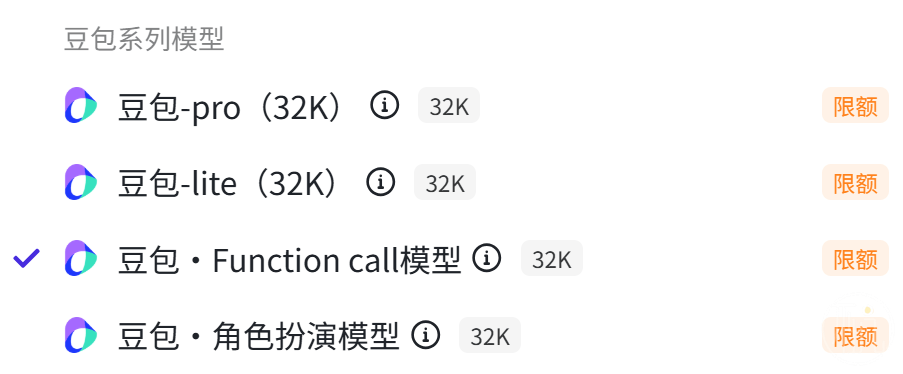 豆包系列模型
豆包-pro（32K） 32K 限额
豆包-lite（32K） 32K 限额
豆包・Function call模型 32K 限额
豆包・角色扮演模型 32K 限额